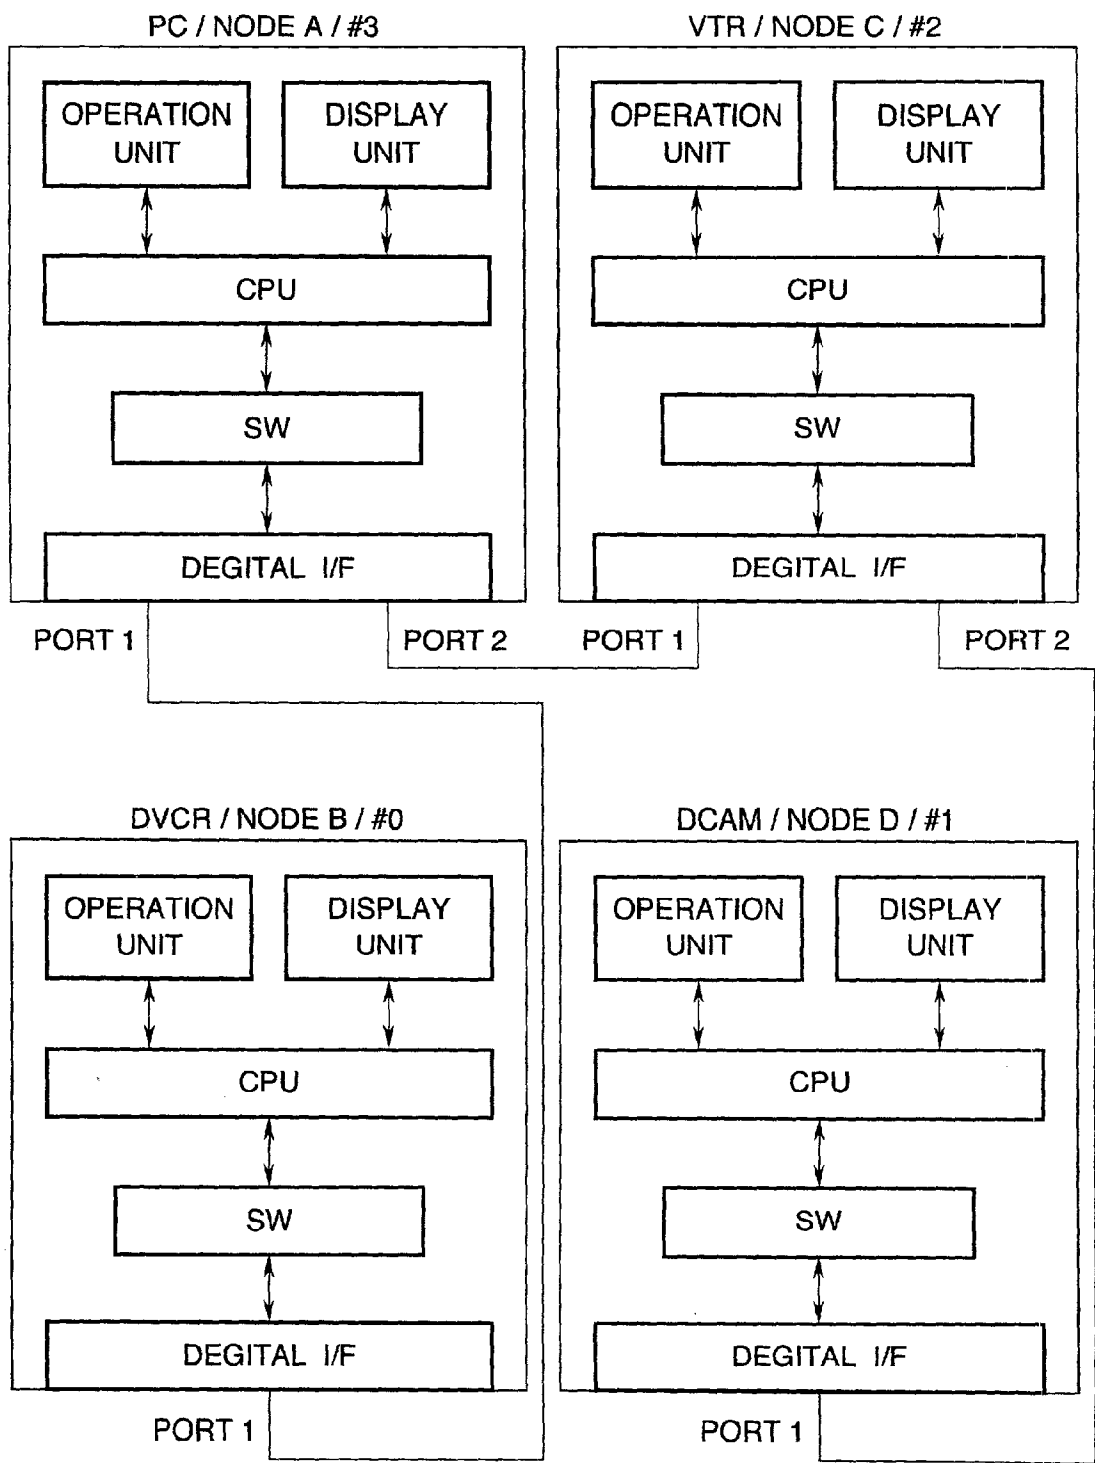 PC / NODE A / #3
OPERATION
UNIT
DISPLAY
UNIT
CPU
SW
DEGITAL I/F
PORT 1
PORT 2
VTR / NODE C / #2
OPERATION
UNIT
DISPLAY
UNIT
CPU
SW
DEGITAL I/F
PORT 1
PORT 2
DVCR / NODE B / #0
OPERATION
UNIT
DISPLAY
UNIT
CPU
SW
DEGITAL I/F
PORT 1
DCAM / NODE D / #1
OPERATION
UNIT
DISPLAY
UNIT
CPU
SW
DEGITAL I/F
PORT 1